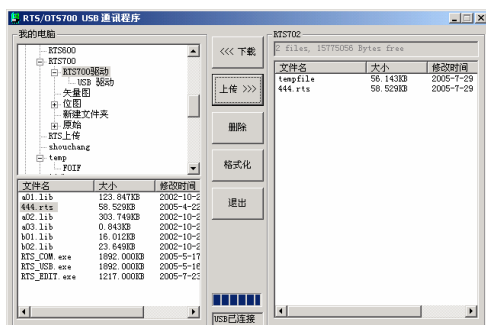 RTS/OTS700 USB 通讯程序
我的电脑
RTS600
RTS700
RTS700驱动
USB 驱动
矢量图
位图
新建文件夹
原始
RTS上传
shouchang
temp
FOIF
文件名 大小 修改时间
a01.lib 123.847KB 2002-10-2
444.rts 58.529KB 2005-4-22
a02.lib 303.749KB 2002-10-2
a03.lib 0.843KB 2002-10-2
b01.lib 16.012KB 2002-10-2
b02.lib 23.649KB 2002-10-2
RTS_COM.exe 1892.000KB 2005-5-17
RTS_USB.exe 1892.000KB 2005-5-16
RTS_EDIT.exe 1217.000KB 2005-7-23
<<< 下载
上传 >>>
删除
格式化
退出
USB已连接
RTS702
2 files, 15775056 Bytes free
文件名 大小 修改时间
tempfile 56.143KB 2005-7-29
444.rts 58.529KB 2005-7-29